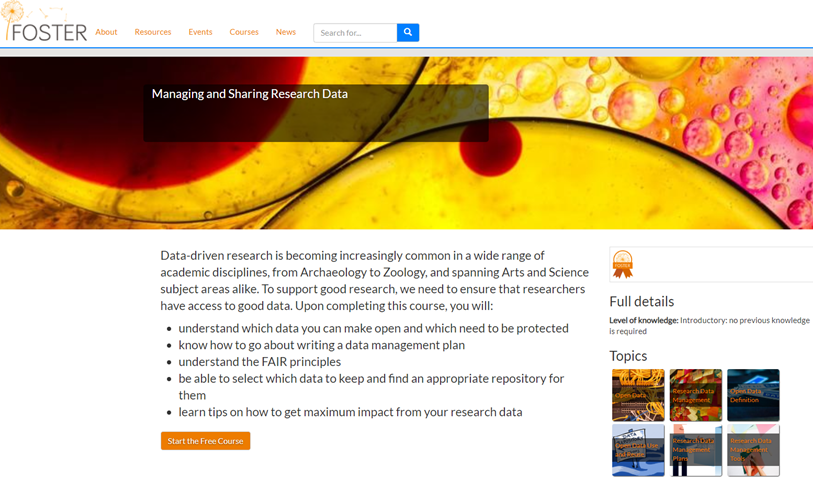 FOSTER
About Resources Events Courses News Search for...
Managing and Sharing Research Data
Data-driven research is becoming increasingly common in a wide range of
academic disciplines, from Archaeology to Zoology, and spanning Arts and Science
subject areas alike. To support good research, we need to ensure that researchers
have access to good data. Upon completing this course, you will:
• understand which data you can make open and which need to be protected
• know how to go about writing a data management plan
• understand the FAIR principles
• be able to select which data to keep and find an appropriate repository for
them
• learn tips on how to get maximum impact from your research data
Start the Free Course
Full details
Level of knowledge: Introductory: no previous knowledge
is required
Topics
Open Data
Research Data
Management
Open Data
Definition
Open Data Use
and Reuse
Research Data
Management
Plans
Research Data
Management
Tools